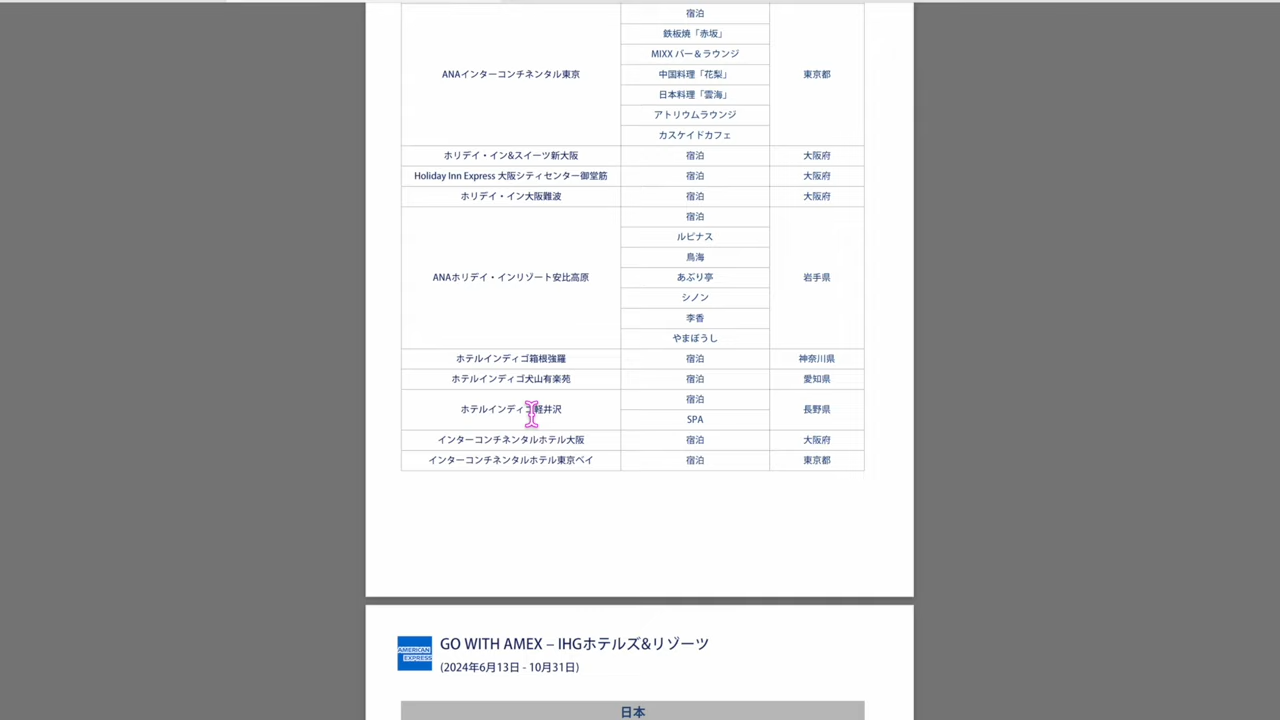 宿泊
鉄板焼「赤坂」
MIXX バー＆ラウンジ
ANAインターコンチネンタル東京
中国料理「花梨」
東京都
日本料理「雲海」
アトリウムラウンジ
カスケイドカフェ
ホリデイ・イン&スイーツ新大阪 宿泊 大阪府
Holiday Inn Express 大阪シティセンター御堂筋 宿泊 大阪府
ホリデイ・イン大阪難波 宿泊 大阪府
宿泊
ルピナス
鳥海
ANAホリデイ・インリゾート安比高原 あぶり亭 岩手県
シノン
李香
やまぼうし
ホテルインディゴ箱根強羅 宿泊 神奈川県
ホテルインディゴ犬山有楽苑 宿泊 愛知県
宿泊
ホテルインディゴ軽井沢 長野県
SPA
インターコンチネンタルホテル大阪 宿泊 大阪府
インターコンチネンタルホテル東京ベイ 宿泊 東京都
AMERICAN
EXPRESS
GO WITH AMEX – IHGホテルズ&リゾーツ
(2024年6月13日 - 10月31日)
日本